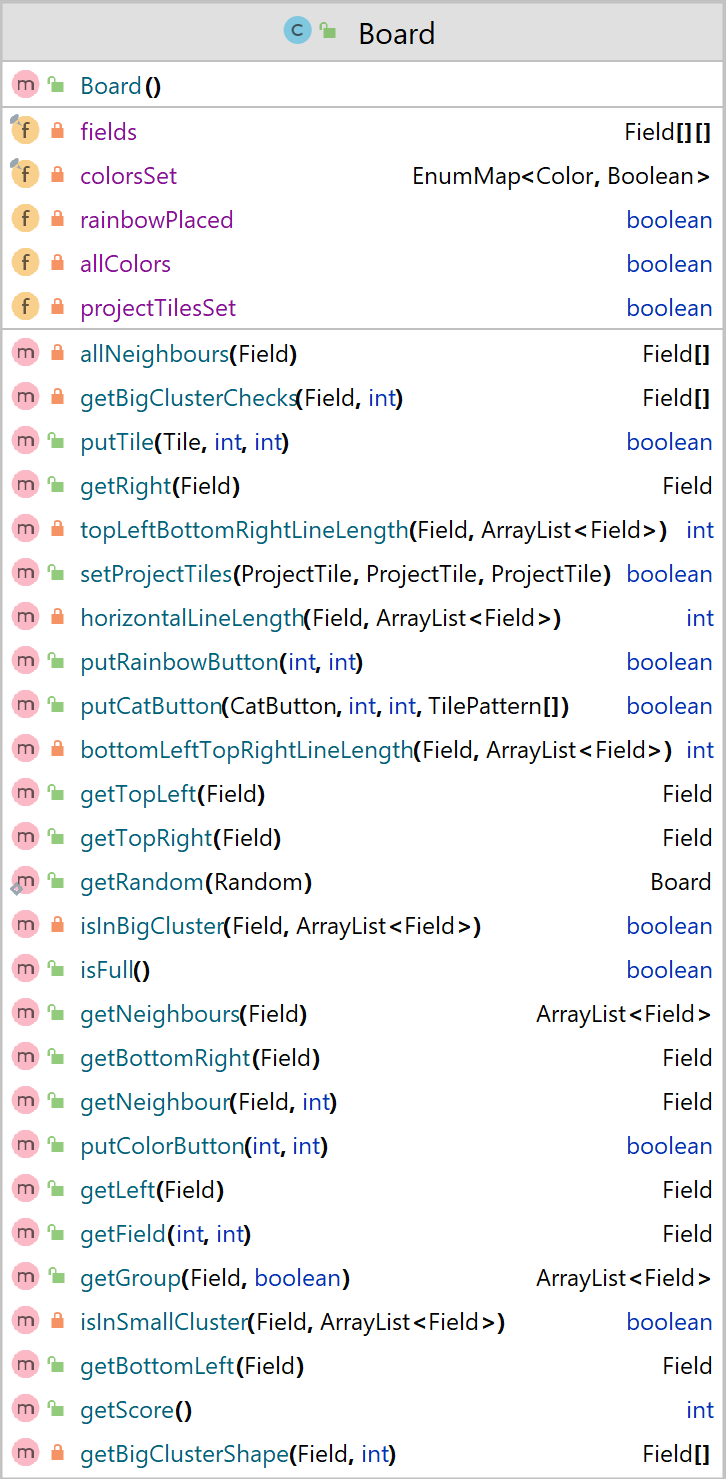 C Board
m Board()
f fields Field[][]
f colorsSet EnumMap<Color, Boolean>
f rainbowPlaced boolean
f allColors boolean
f projectTilesSet boolean
m allNeighbours(Field) Field[]
m getBigClusterChecks(Field, int) Field[]
m putTile(Tile, int, int) boolean
m getRight(Field) Field
m topLeftBottomRightLineLength(Field, ArrayList<Field>) int
m setProjectTiles(ProjectTile, ProjectTile, ProjectTile) boolean
m horizontalLineLength(Field, ArrayList<Field>) int
m putRainbowButton(int, int) boolean
m putCatButton(CatButton, int, int, TilePattern[]) boolean
m bottomLeftTopRightLineLength(Field, ArrayList<Field>) int
m getTopLeft(Field) Field
m getTopRight(Field) Field
m getRandom(Random) Board
m isInBigCluster(Field, ArrayList<Field>) boolean
m isFull() boolean
m getNeighbours(Field) ArrayList<Field>
m getBottomRight(Field) Field
m getNeighbour(Field, int) Field
m putColorButton(int, int) boolean
m getLeft(Field) Field
m getField(int, int) Field
m getGroup(Field, boolean) ArrayList<Field>
m isInSmallCluster(Field, ArrayList<Field>) boolean
m getBottomLeft(Field) Field
m getScore() int
m getBigClusterShape(Field, int) Field[]